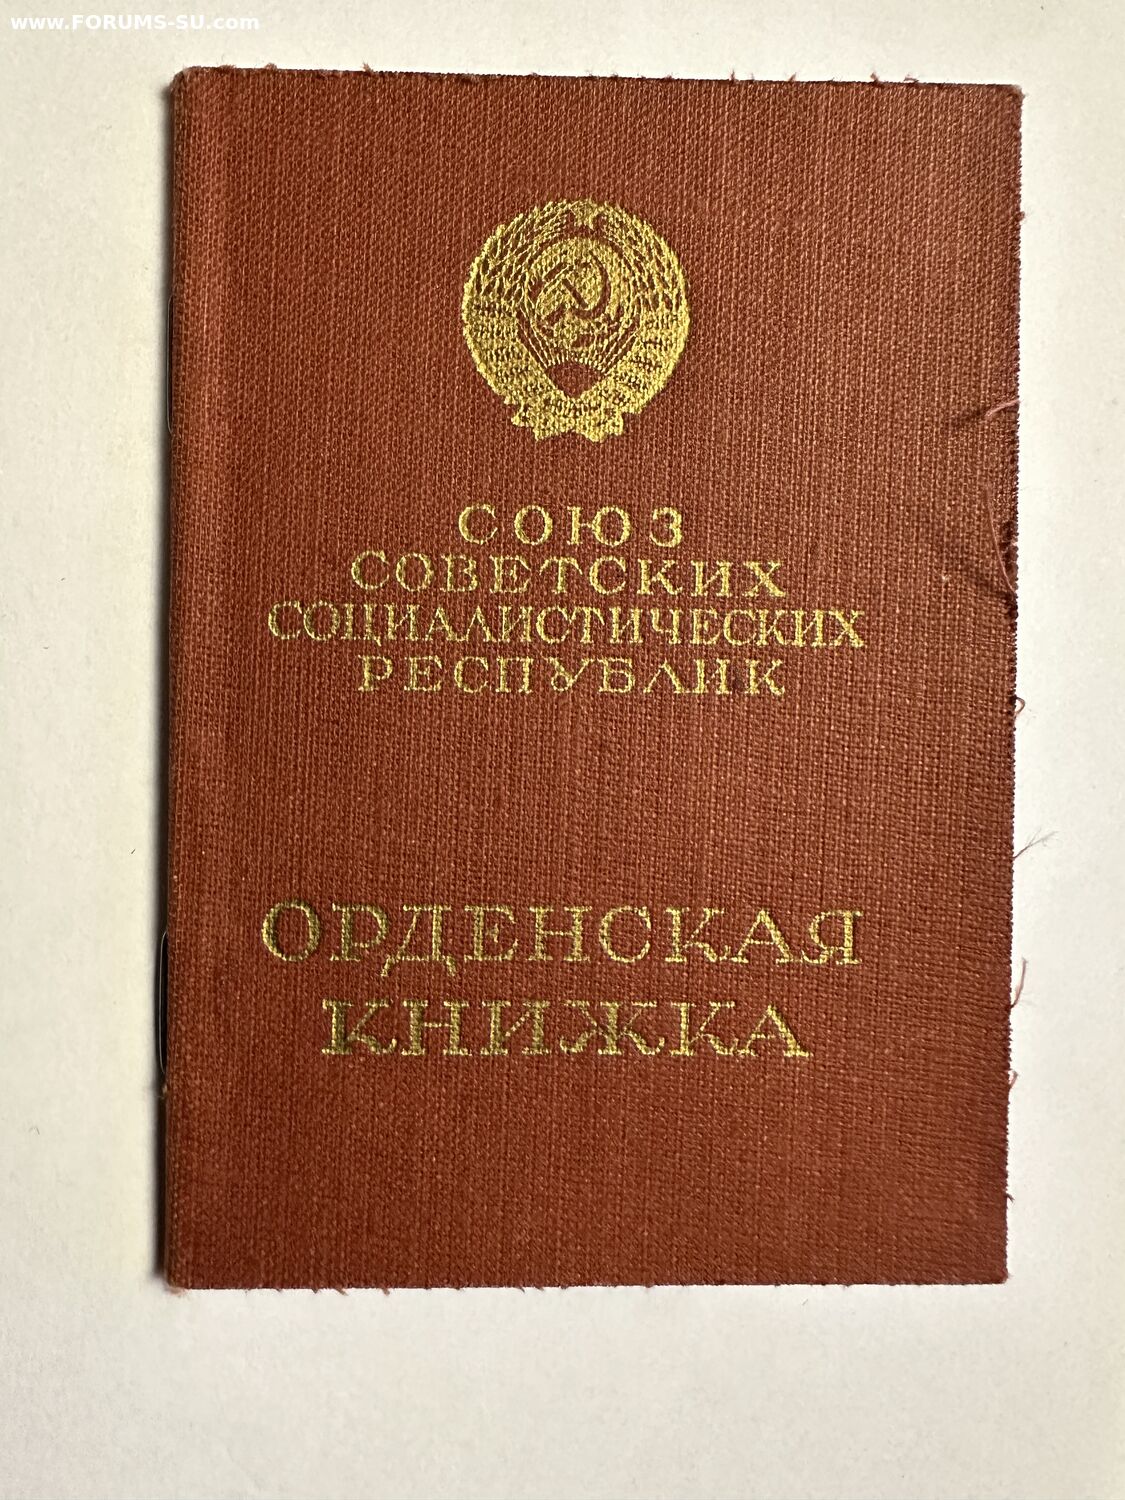 www.FORUMS-SU.com
СОЮЗ
СОВЕТСКИХ
СОЦИАЛИСТИЧЕСКИХ
РЕСПУБЛИК
ОРДЕНСКАЯ
КНИЖКА